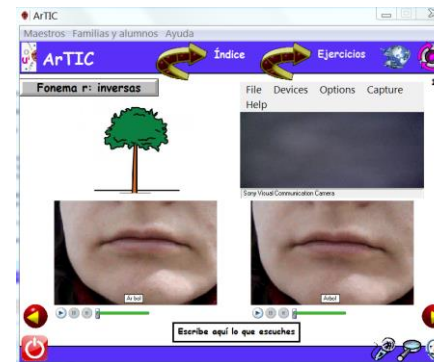 ArTIC
Maestros Familias y alumnos Ayuda
ArTIC
Índice
Ejercicios
Fonema r: inversas
File Devices Options Capture
Help
Sony Visual Communication Camera
Árbol
Árbol
Escribe aquí lo que escuches